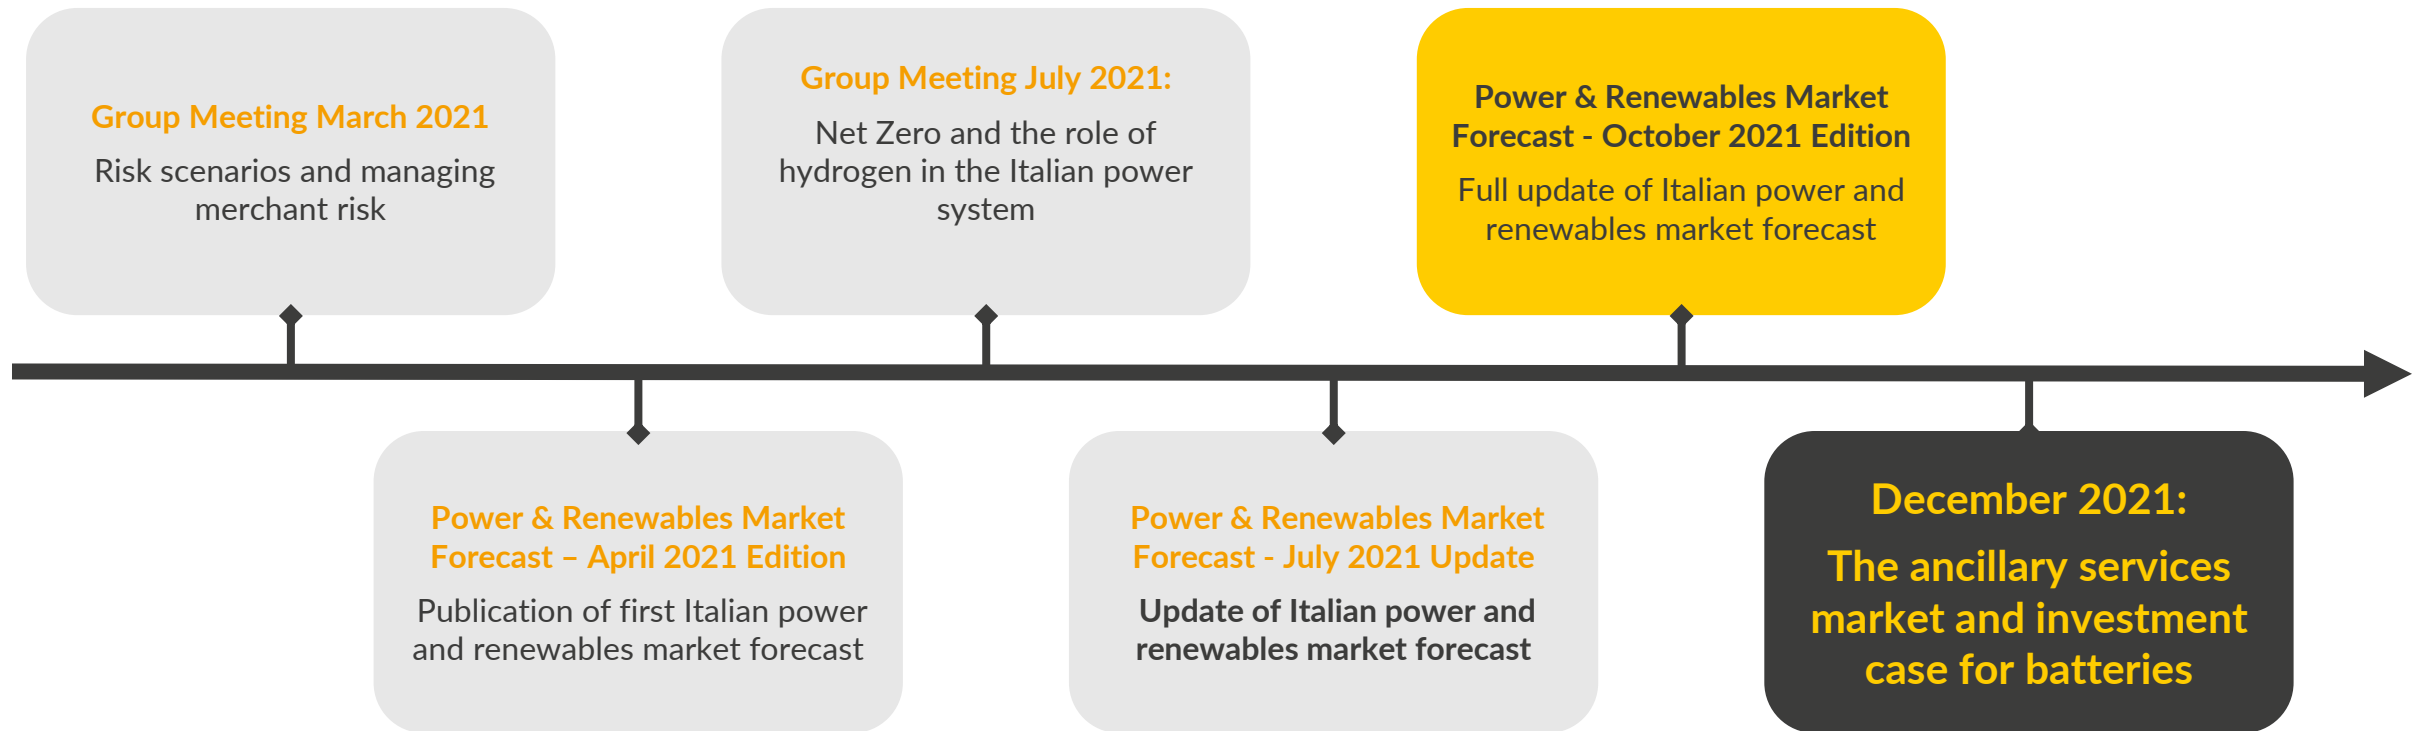 Group Meeting March 2021
Risk scenarios and managing
merchant risk
Power & Renewables Market
Forecast – April 2021 Edition
Publication of first Italian power
and renewables market forecast
Group Meeting July 2021:
Net Zero and the role of
hydrogen in the Italian power
system
Power & Renewables Market
Forecast - July 2021 Update
Update of Italian power and
renewables market forecast
Power & Renewables Market
Forecast - October 2021 Edition
Full update of Italian power and
renewables market forecast
December 2021:
The ancillary services
market and investment
case for batteries